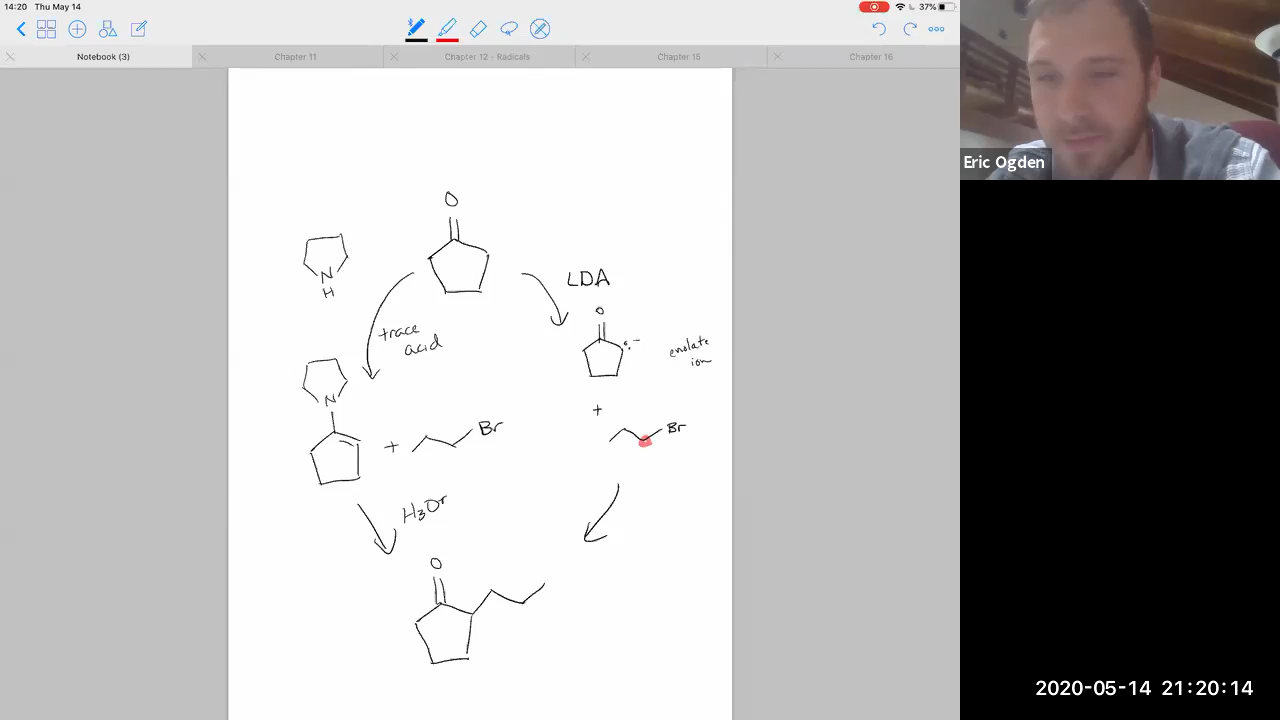 14:20 Thu May 14
37%
Notebook (3)
Chapter 11
Chapter 12 - Radicals
Chapter 15
Chapter 16
Eric Ogden
O
N
H
LDA
trace
acid
O
enolate
ion
N
+
Br
+
Br
H3O+
O
2020-05-14 21:20:14